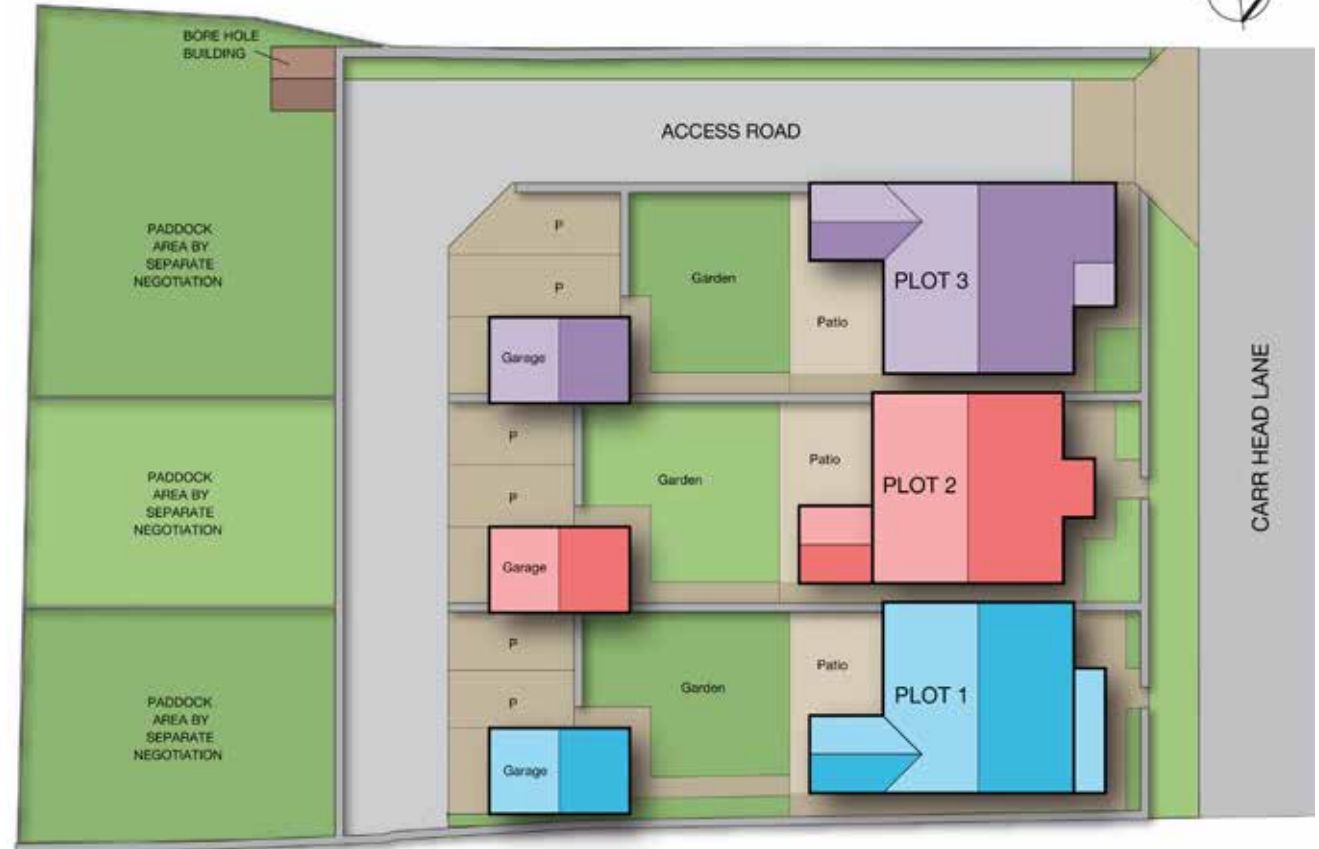 BORE HOLE
BUILDING
ACCESS ROAD
PADDOCK
AREA BY
SEPARATE
NEGOTIATION
P
P
Garden
Patio
PLOT 3
Garage
CARR HEAD LANE
PADDOCK
AREA BY
SEPARATE
NEGOTIATION
P
P
Garden
Patio
PLOT 2
Garage
PADDOCK
AREA BY
SEPARATE
NEGOTIATION
P
P
Garden
Patio
PLOT 1
Garage